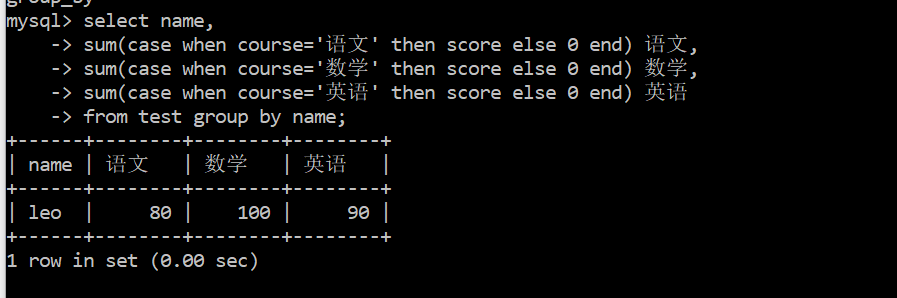 group_by
mysql> select name,
    -> sum(case when course='语文' then score else 0 end) 语文,
    -> sum(case when course='数学' then score else 0 end) 数学,
    -> sum(case when course='英语' then score else 0 end) 英语
    -> from test group by name;
+------+--------+--------+--------+
| name | 语文   | 数学   | 英语   |
+------+--------+--------+--------+
| leo  |     80 |    100 |     90 |
+------+--------+--------+--------+
1 row in set (0.00 sec)